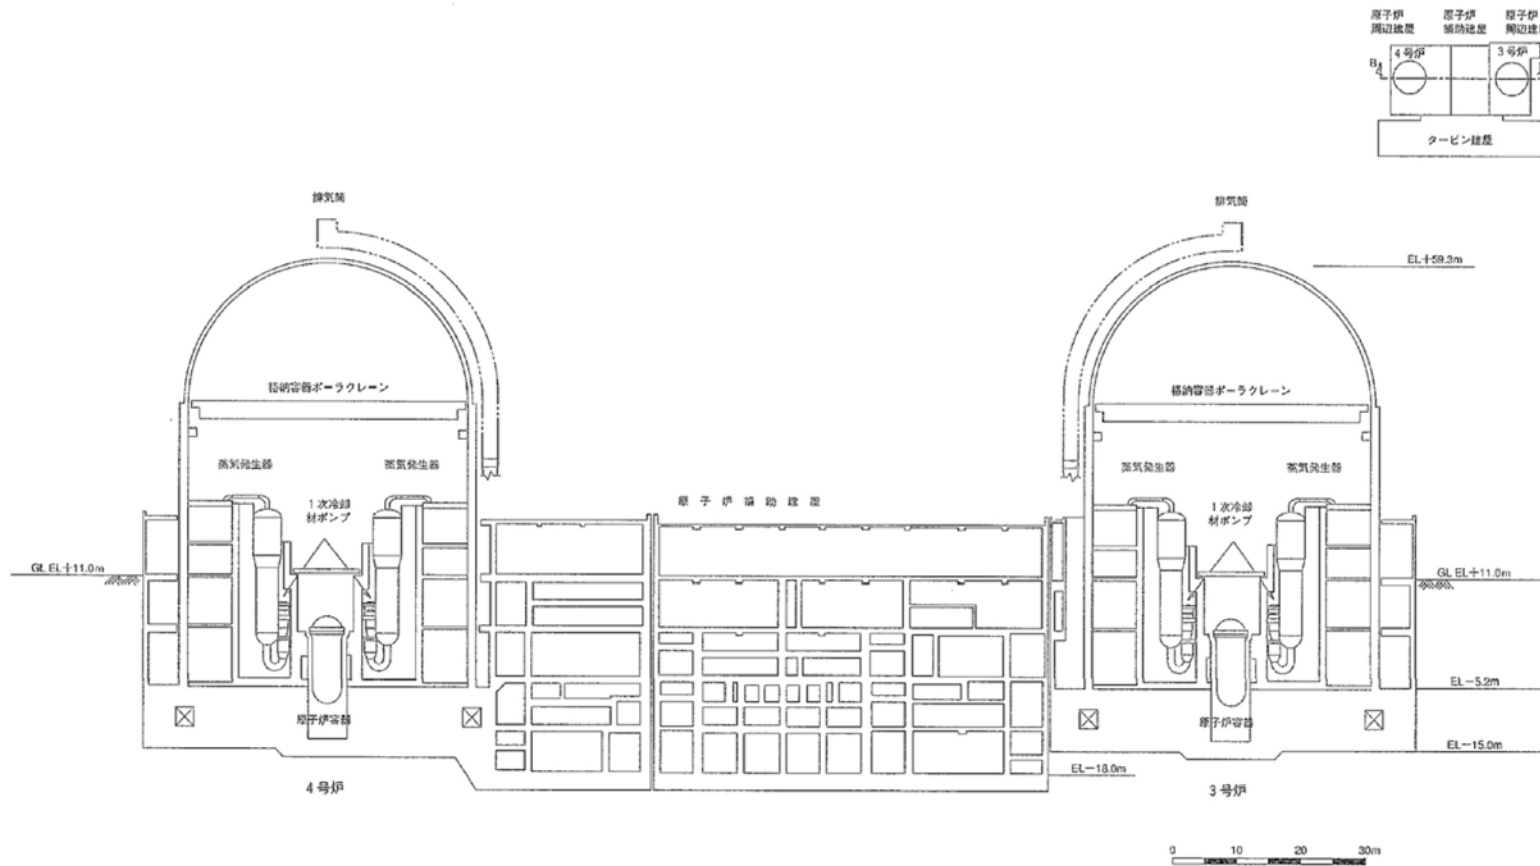 原子炉
周辺建屋
原子炉
補助建屋
原子炉
周辺建
4号炉
3号炉
B
タービン建屋
排気筒
排気筒
EL+59.3m
格納容器ポーラクレーン
格納容器ポーラクレーン
蒸気発生器
蒸気発生器
1次冷却
材ポンプ
原子炉補助建屋
蒸気発生器
蒸気発生器
1次冷却
材ポンプ
GL EL+11.0m
GL EL+11.0m
EL-5.2m
原子炉容器
原子炉容器
EL-15.0m
EL-18.0m
4号炉
3号炉
0 10 20 30m